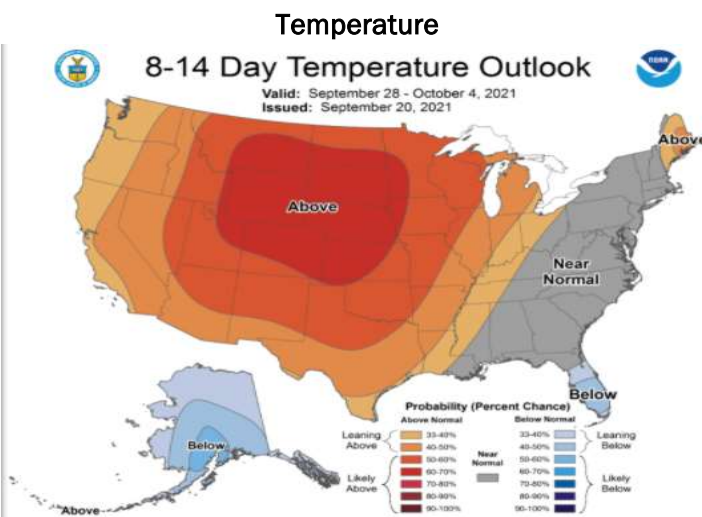 Temperature
8-14 Day Temperature Outlook
Valid: September 28 - October 4, 2021
Issued: September 20, 2021
NOAA
Above
Above
Near
Normal
Below
Below
Above
Probability (Percent Chance)
Above Normal
Below Normal
Leaning
Above
33-40%
40-50%
50-60%
60-70%
70-80%
80-90%
90-100%
Likely
Above
Near
Normal
33-40%
40-50%
50-60%
60-70%
70-80%
80-90%
90-100%
Leaning
Below
Likely
Below